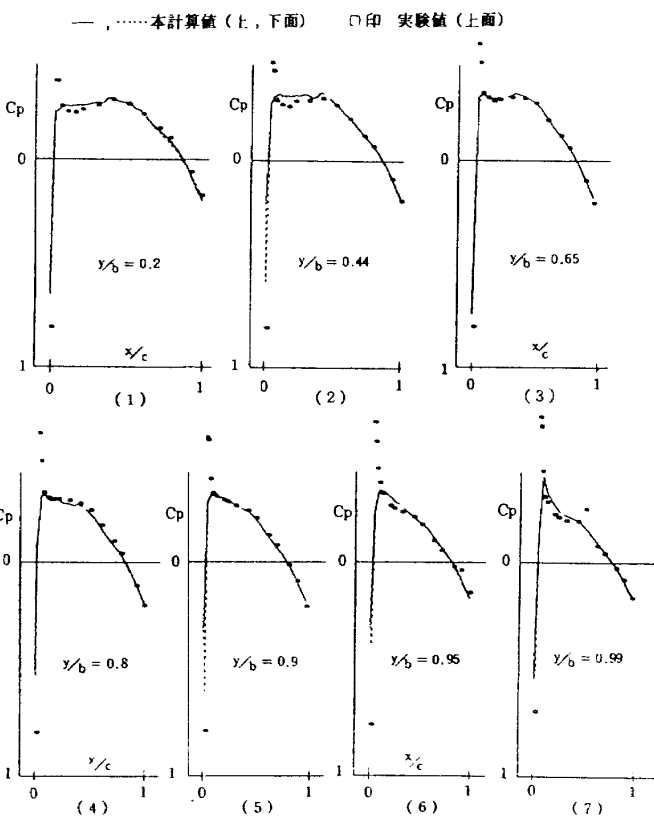 — , ……本計算値(上,下面) □印 実験値(上面)
Cp
0
y/b = 0.2
x/c
1
0 1
(1)
0
y/b = 0.44
0 1
(2)
Cp
0
y/b = 0.65
x/c
1
0 1
(3)
Cp
0
y/b = 0.8
y/c
1
0 1
(4)
Cp
0
y/b = 0.9
1
0 1
(5)
Cp
0
y/b = 0.95
x/c
1
0 1
(6)
Cp
0
y/b = 0.99
1
0 1
(7)